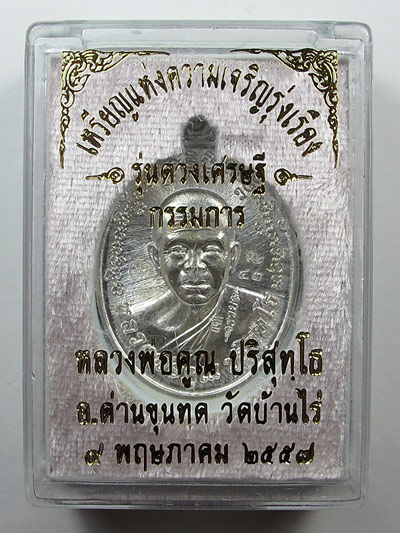 เหรียญแห่งความเจริญรุ่งเรือง
รุ่นดวงเศรษฐี
กรรมการ
หลวงพ่อคูณ ปริสุทฺโธ
อ.ด่านขุนทด วัดบ้านไร่
๙ พฤษภาคม ๒๕๕๗